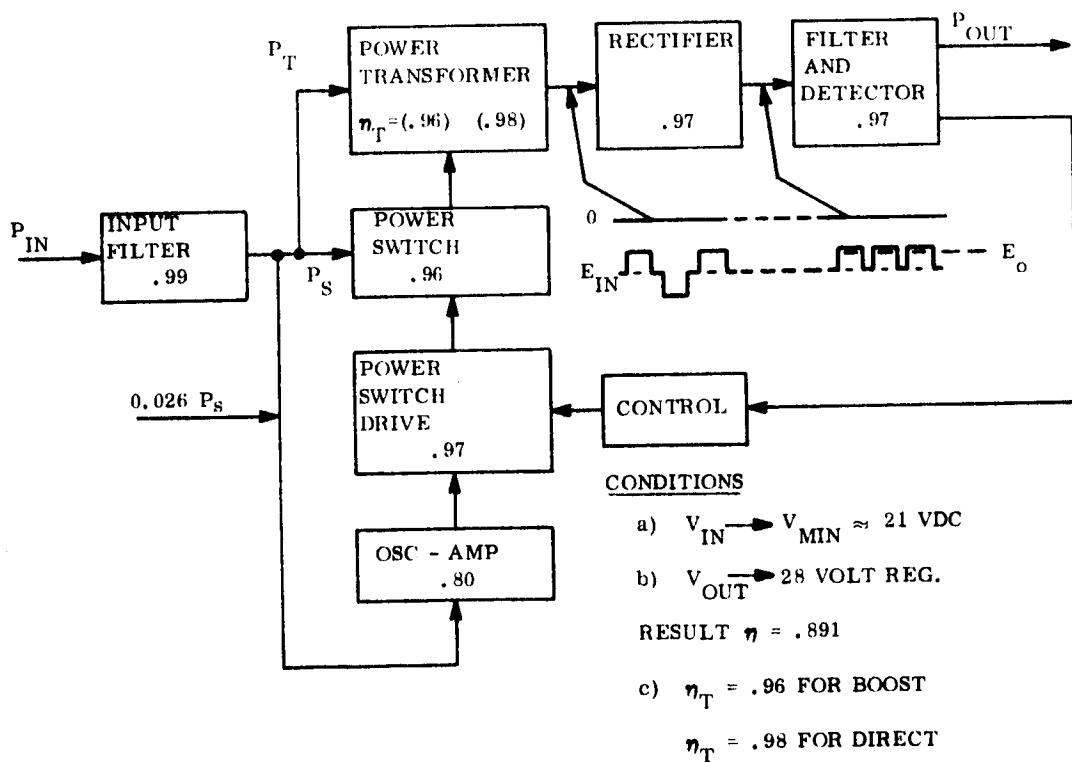 P_T
POWER
TRANSFORMER
η_T=(.96) (.98)
RECTIFIER
.97
FILTER
AND
DETECTOR
.97
P_OUT
P_IN
INPUT
FILTER
.99
P_S
POWER
SWITCH
.96
0
E_IN
E_o
0.026 P_s
POWER
SWITCH
DRIVE
.97
CONTROL
OSC - AMP
.80
CONDITIONS
a) V_IN → V_MIN ≈ 21 VDC
b) V_OUT → 28 VOLT REG.
RESULT η = .891
c) η_T = .96 FOR BOOST
η_T = .98 FOR DIRECT